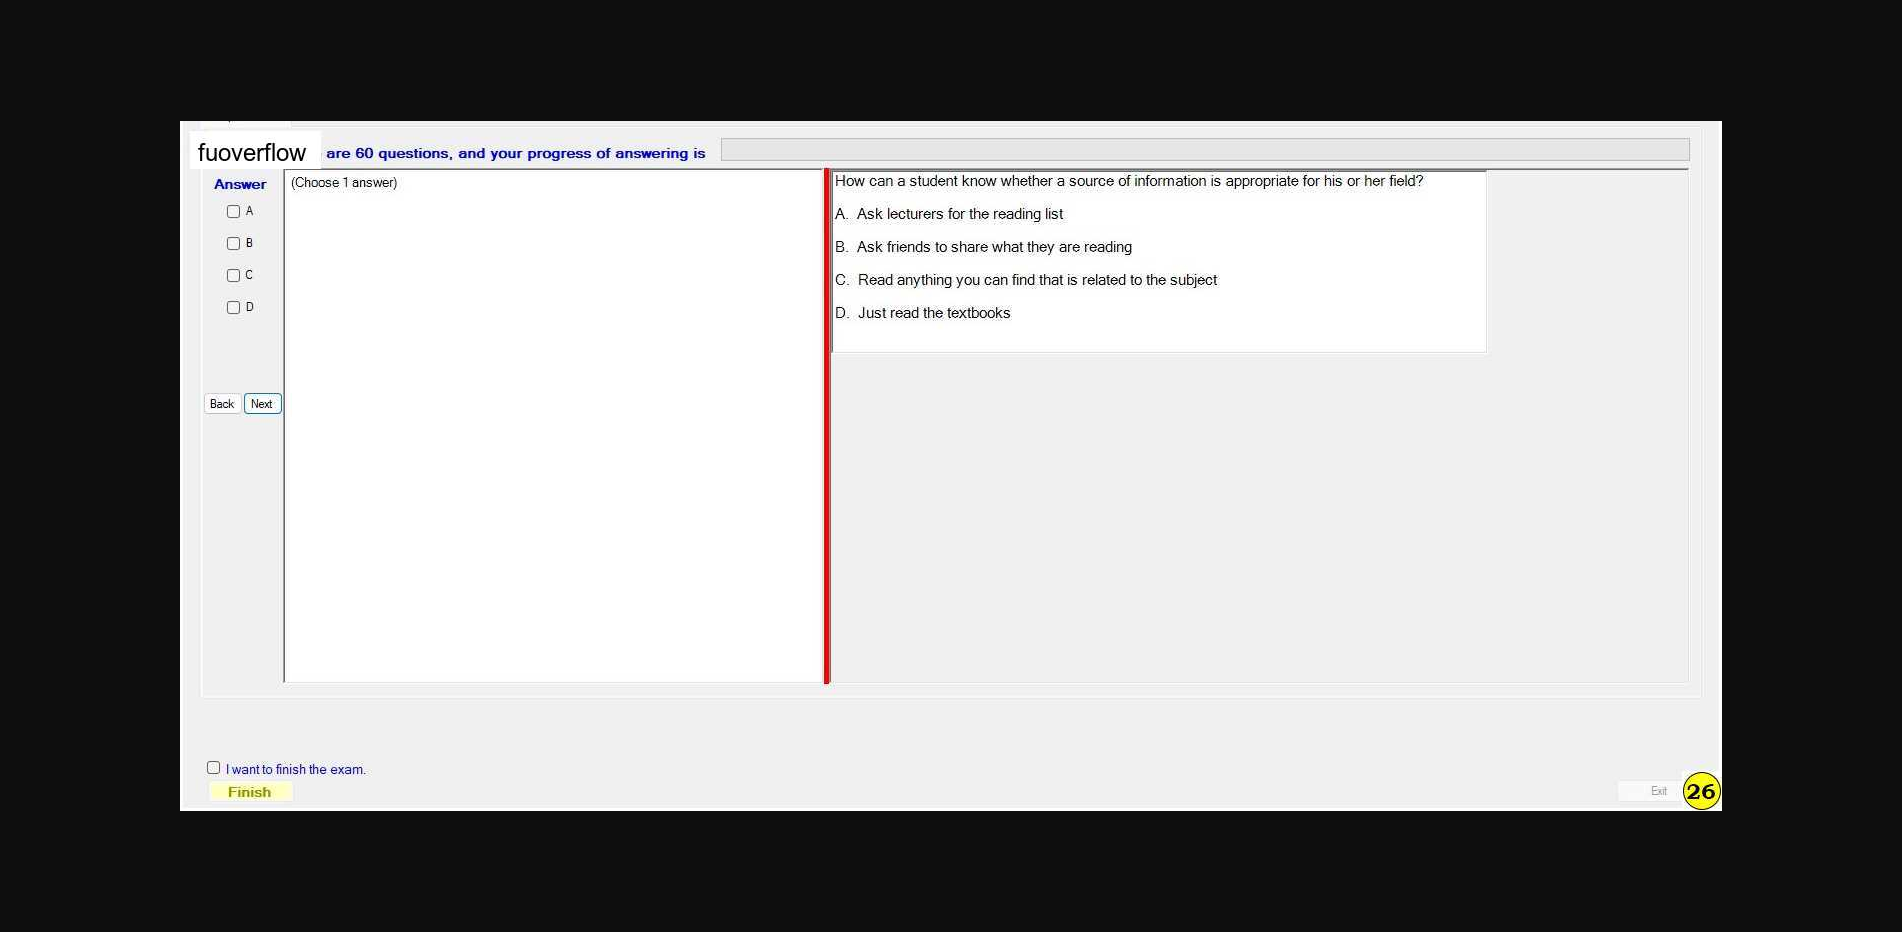 fuoverflow are 60 questions, and your progress of answering is
Answer
A
B
C
D
Back Next
(Choose 1 answer)
How can a student know whether a source of information is appropriate for his or her field?
A. Ask lecturers for the reading list
B. Ask friends to share what they are reading
C. Read anything you can find that is related to the subject
D. Just read the textbooks
I want to finish the exam.
Finish
Exit
26